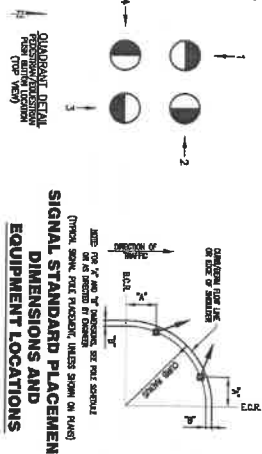 4
1
3
2
QUADRANT DETAIL
PEDESTRIAN/EQUESTRIAN
PUSH BUTTON LOCATION
(TOP VIEW)
CURB/BERM FLOW LINE
OR EDGE OF SHOULDER
DIRECTION OF
TRAFFIC
B.C.R.
E.C.R.
"A"
"B"
"A"
"B"
CURB RADIUS
NOTE: FOR "A" AND "B" DIMENSIONS, SEE POLE SCHEDULE
OR AS DIRECTED BY ENGINEER
(TYPICAL SIGNAL POLE PLACEMENT, UNLESS SHOWN ON PLANS)
SIGNAL STANDARD PLACEMEN
DIMENSIONS AND
EQUIPMENT LOCATIONS